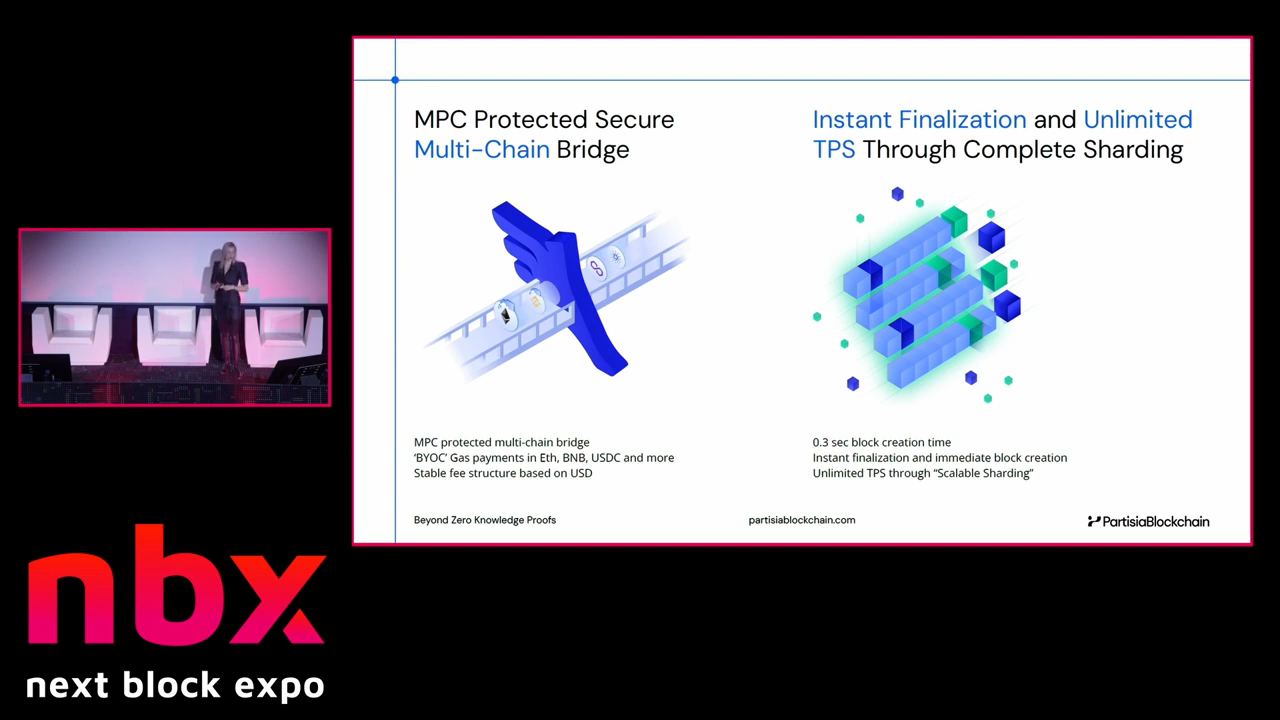 MPC Protected Secure
Multi-Chain Bridge
Instant Finalization and Unlimited
TPS Through Complete Sharding
MPC protected multi-chain bridge
‘BYOC’ Gas payments in Eth, BNB, USDC and more
Stable fee structure based on USD
0.3 sec block creation time
Instant finalization and immediate block creation
Unlimited TPS through “Scalable Sharding”
Beyond Zero Knowledge Proofs
partisiablockchain.com
PartisiaBlockchain
nbx
next block expo